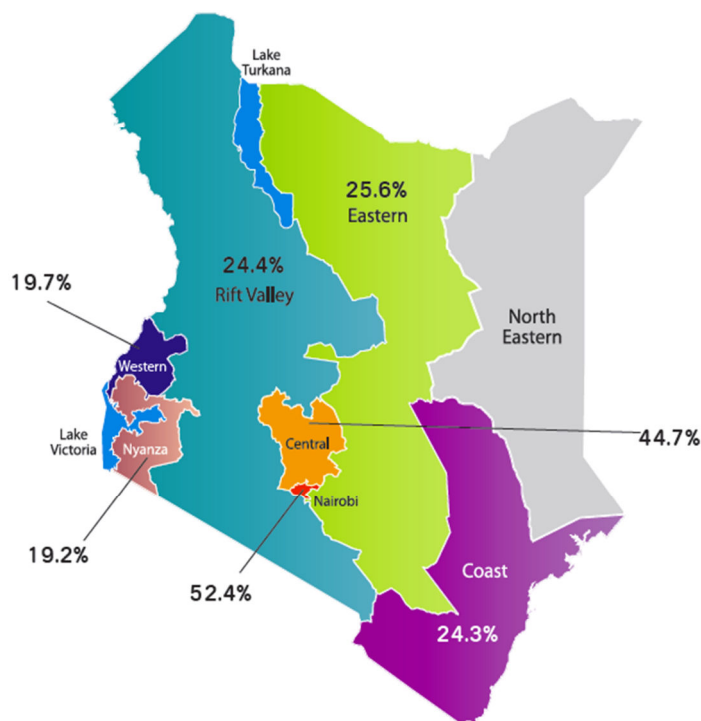 Lake
Turkana
25.6%
Eastern
24.4%
Rift Valley
19.7%
North
Eastern
Western
Lake
Victoria
Nyanza
Central
44.7%
Nairobi
19.2%
52.4%
Coast
24.3%